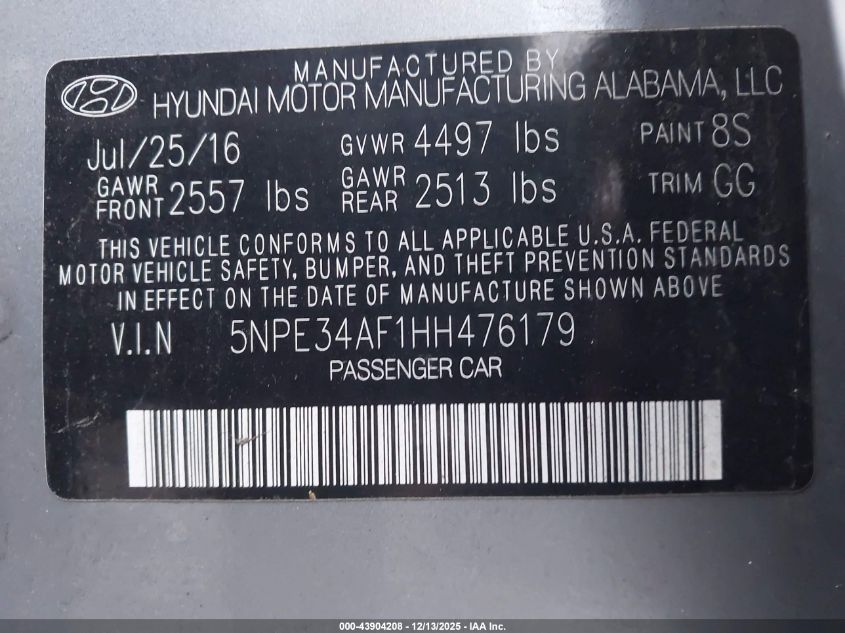 MANUFACTURED BY
HYUNDAI MOTOR MANUFACTURING ALABAMA, LLC
Jul/25/16 GVWR 4497 lbs PAINT 8S
GAWR FRONT 2557 lbs GAWR REAR 2513 lbs TRIM GG
THIS VEHICLE CONFORMS TO ALL APPLICABLE U.S.A. FEDERAL
MOTOR VEHICLE SAFETY, BUMPER, AND THEFT PREVENTION STANDARDS
IN EFFECT ON THE DATE OF MANUFACTURE SHOWN ABOVE
V.I.N 5NPE34AF1HH476179
PASSENGER CAR
000-43904208 - 12/13/2025 - IAA Inc.